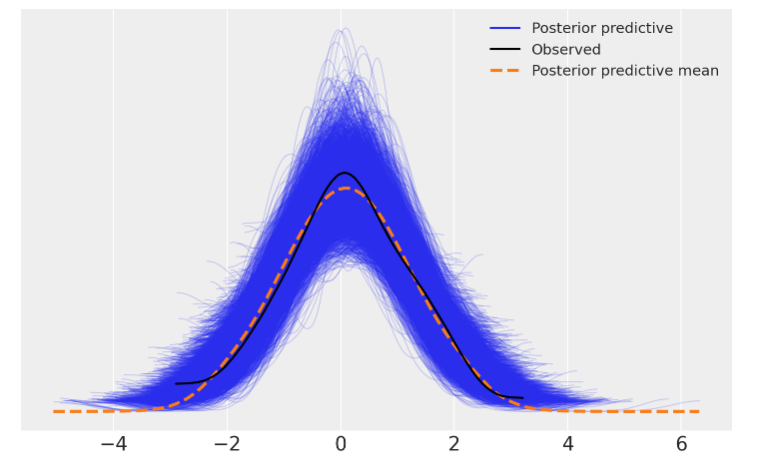 Posterior predictive
Observed
Posterior predictive mean
−4 −2 0 2 4 6